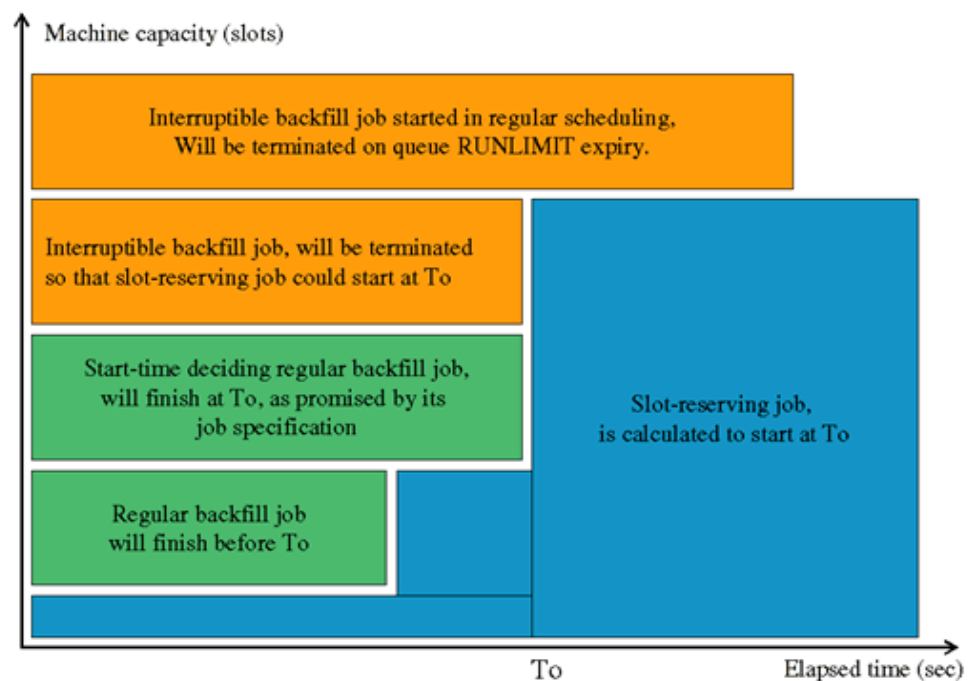 Machine capacity (slots)
Interruptible backfill job started in regular scheduling,
Will be terminated on queue RUNLIMIT expiry.
Interruptible backfill job, will be terminated
so that slot-reserving job could start at To
Start-time deciding regular backfill job,
will finish at To, as promised by its
job specification
Slot-reserving job,
is calculated to start at To
Regular backfill job
will finish before To
To
Elapsed time (sec)